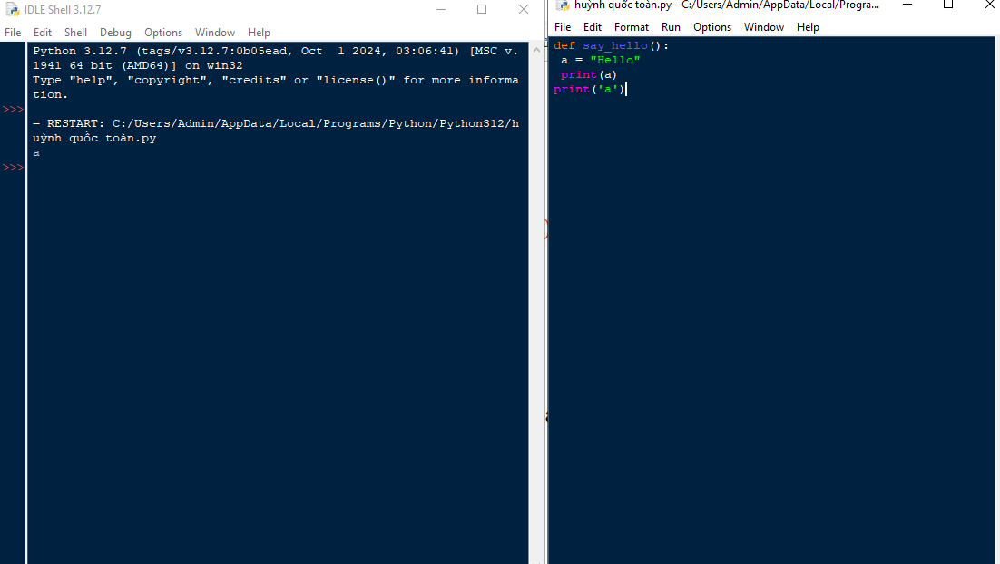 IDLE Shell 3.12.7
File Edit Shell Debug Options Window Help
Python 3.12.7 (tags/v3.12.7:0b05ead, Oct  1 2024, 03:06:41) [MSC v.
1941 64 bit (AMD64)] on win32
Type "help", "copyright", "credits" or "license()" for more informa
tion.
>>>
= RESTART: C:/Users/Admin/AppData/Local/Programs/Python/Python312/h
uỳnh quốc toàn.py
a
>>>
huỳnh quốc toàn.py - C:/Users/Admin/AppData/Local/Progra...
File Edit Format Run Options Window Help
def say_hello():
 a = "Hello"
 print(a)
print('a')